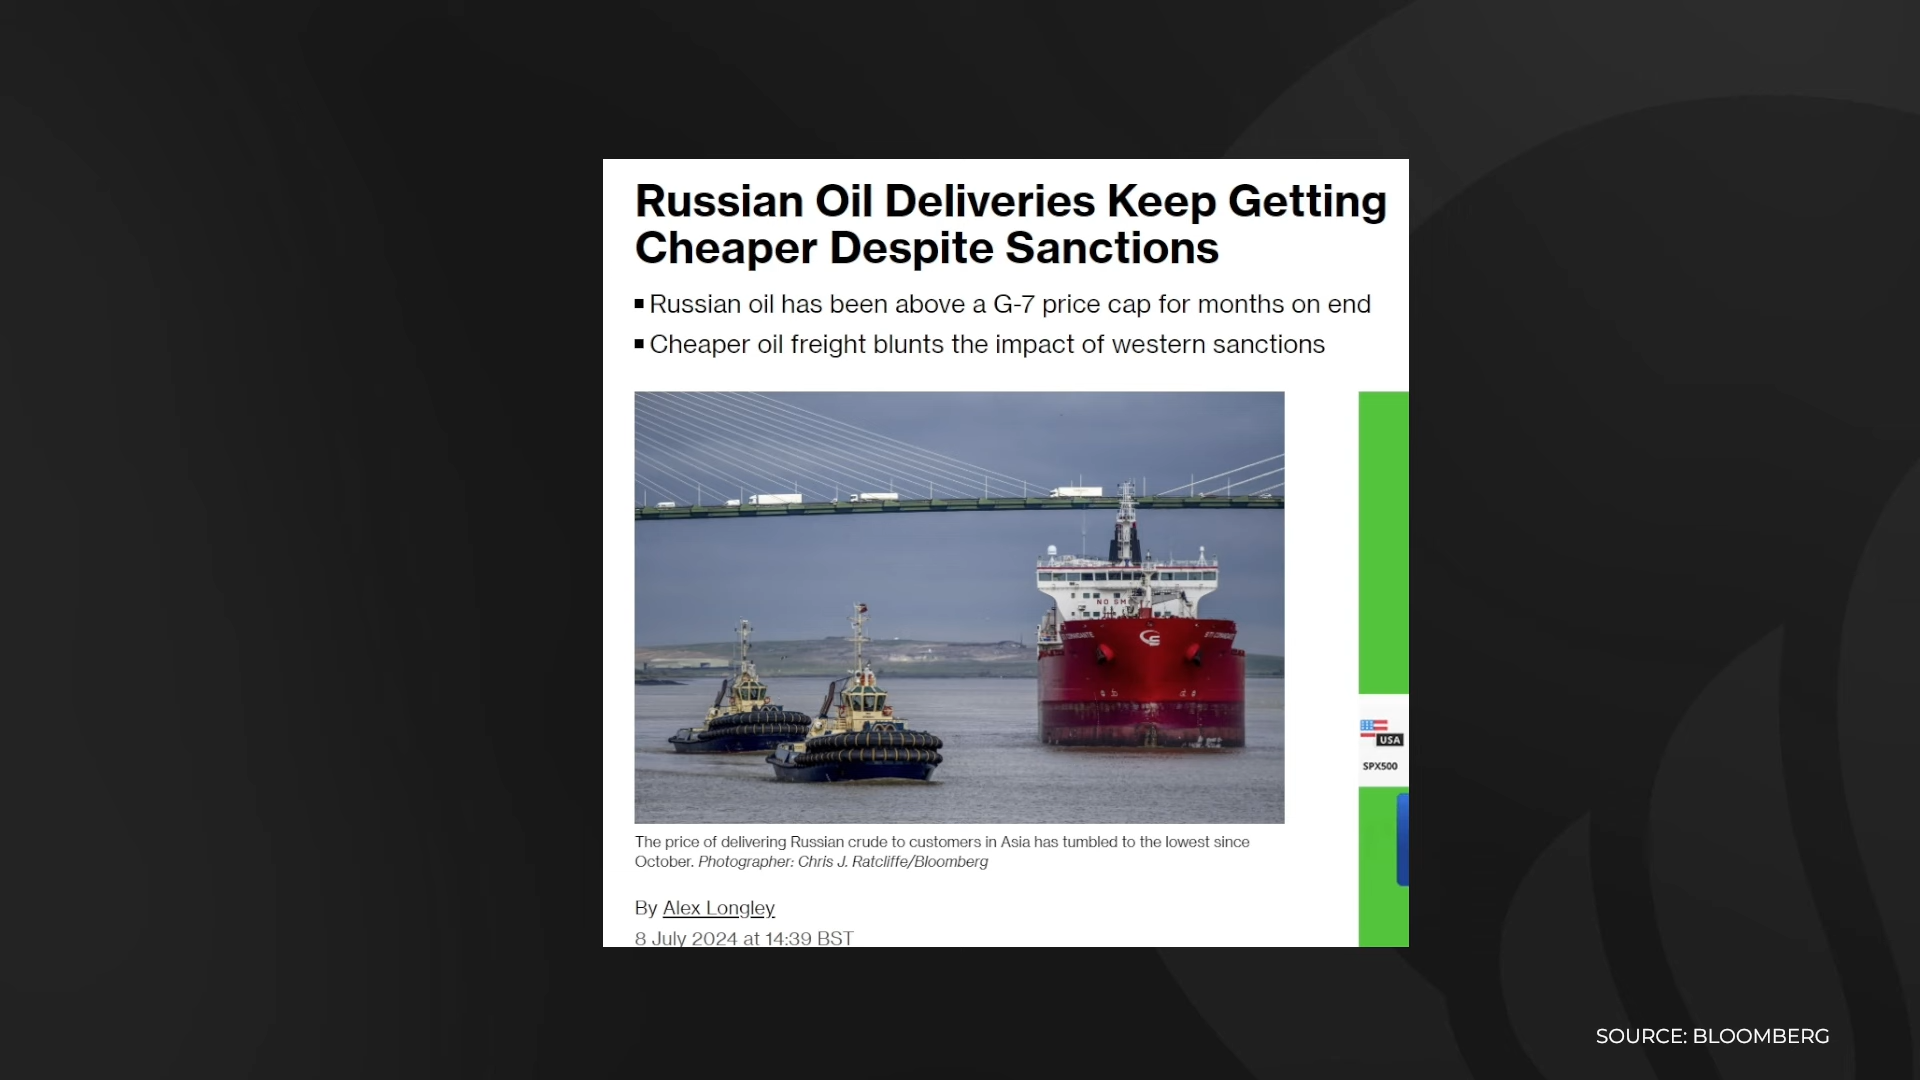 Russian Oil Deliveries Keep Getting
Cheaper Despite Sanctions
Russian oil has been above a G-7 price cap for months on end
Cheaper oil freight blunts the impact of western sanctions
The price of delivering Russian crude to customers in Asia has tumbled to the lowest since
October. Photographer: Chris J. Ratcliffe/Bloomberg
By Alex Longley
8 July 2024 at 14:39 BST
USA
SPX500
SOURCE: BLOOMBERG